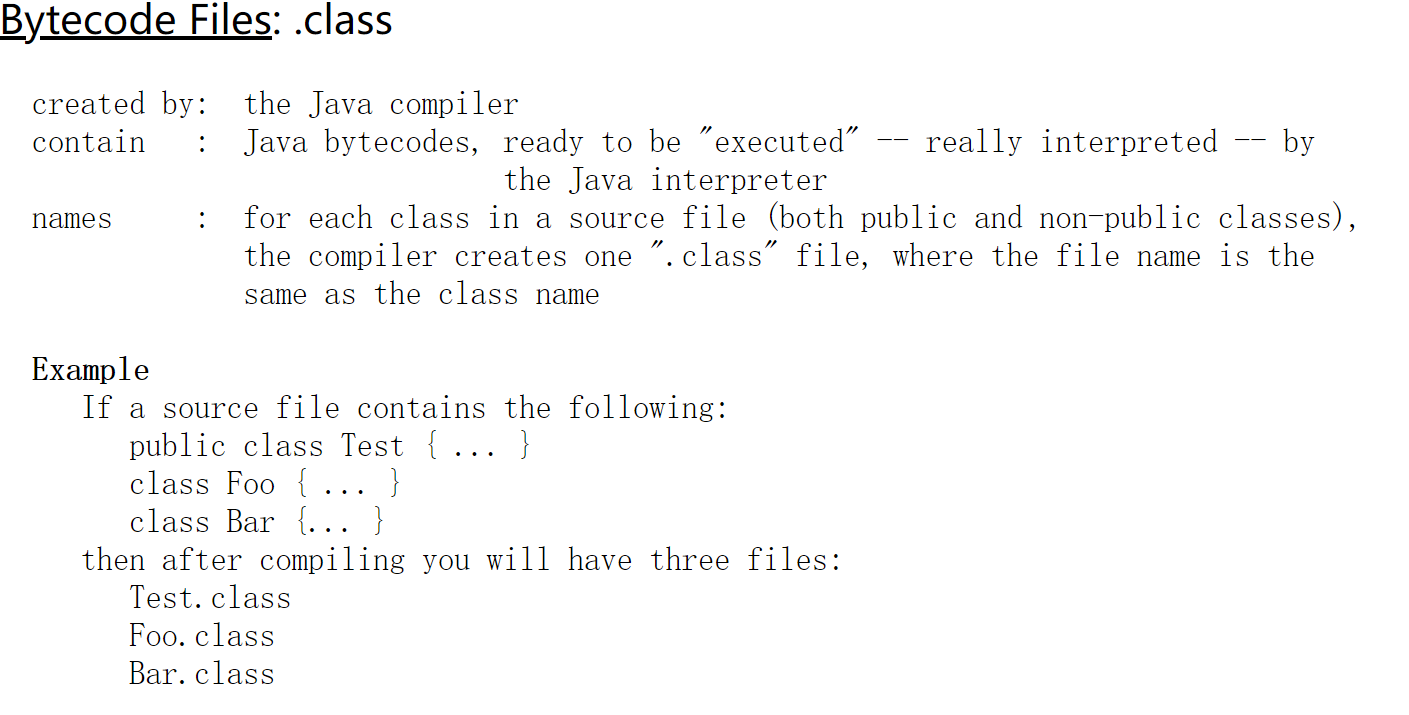 Bytecode Files: .class
created by: the Java compiler
contain : Java bytecodes, ready to be "executed" -- really interpreted -- by
the Java interpreter
names : for each class in a source file (both public and non-public classes),
the compiler creates one ".class" file, where the file name is the
same as the class name
Example
If a source file contains the following:
public class Test { ... }
class Foo { ... }
class Bar {... }
then after compiling you will have three files:
Test.class
Foo.class
Bar.class